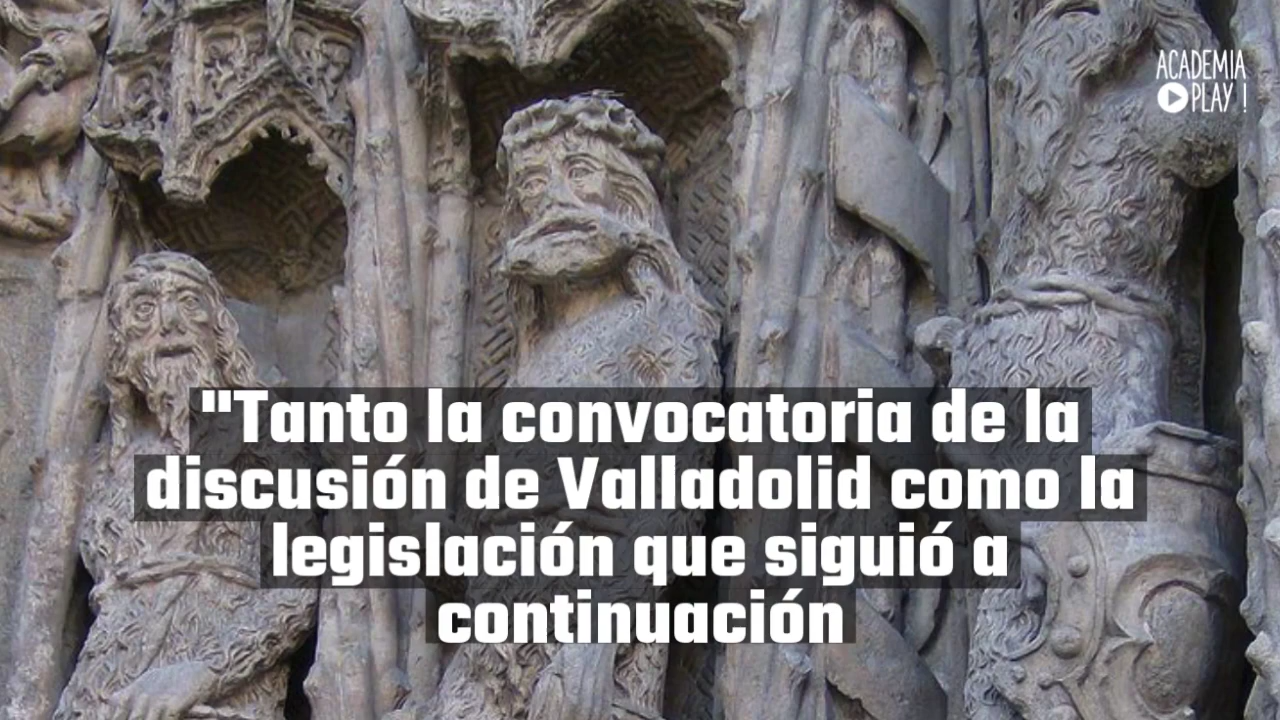 ACADEMIA
PLAY !
"Tanto la convocatoria de la
discusión de Valladolid como la
legislación que siguió a
continuación